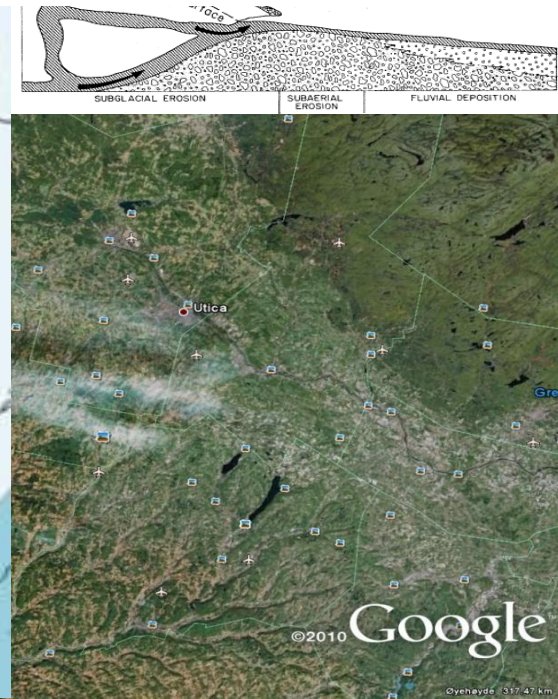 SUBGLACIAL EROSION
SUBAERIAL
EROSION
FLUVIAL DEPOSITION
Utica
©2010 Google
Øyehøyde 317.47 km